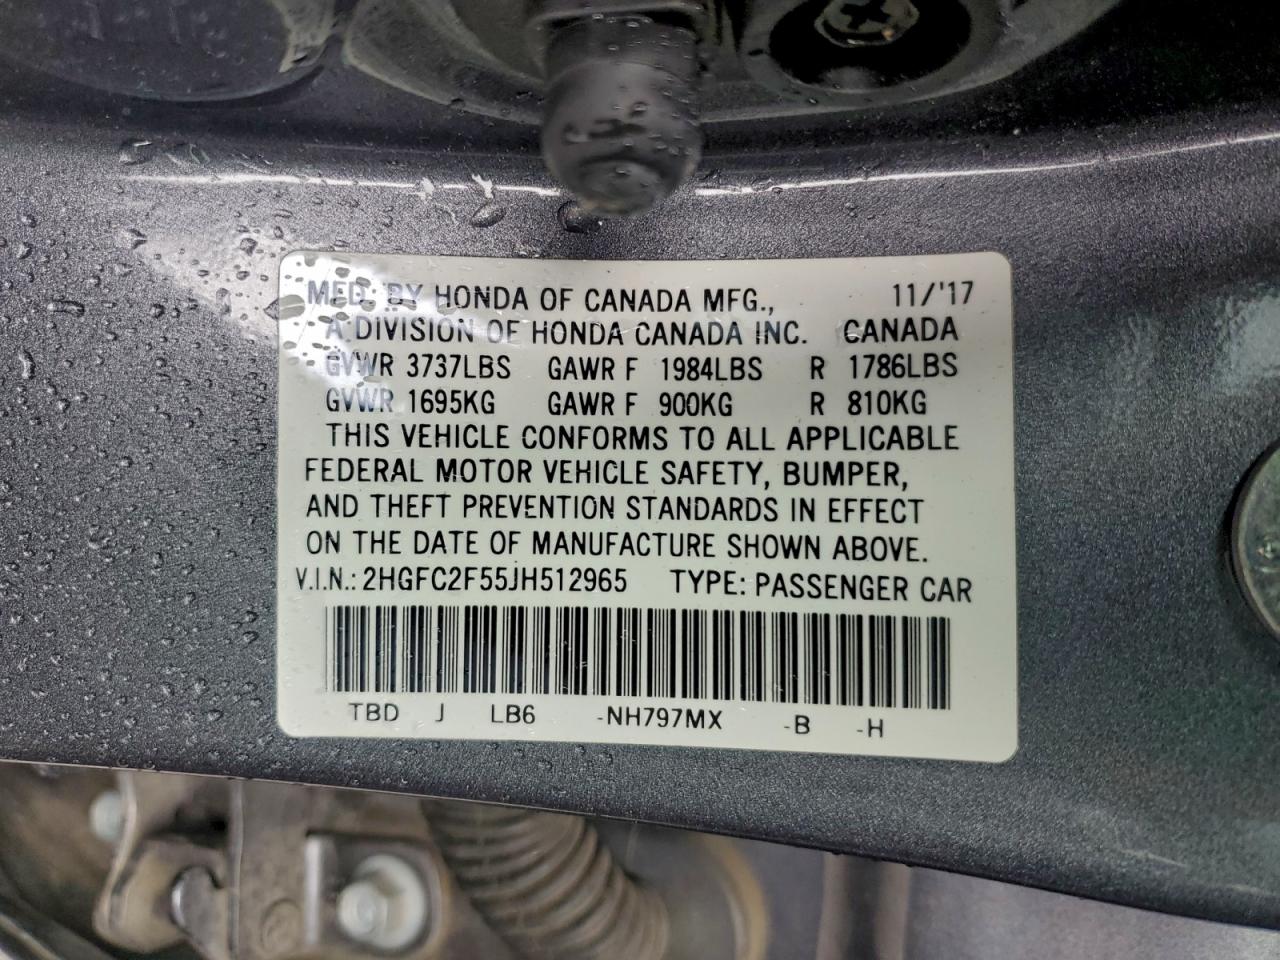 MFD. BY HONDA OF CANADA MFG., 11/'17
A DIVISION OF HONDA CANADA INC. CANADA
GVWR 3737LBS GAWR F 1984LBS R 1786LBS
GVWR 1695KG GAWR F 900KG R 810KG
THIS VEHICLE CONFORMS TO ALL APPLICABLE
FEDERAL MOTOR VEHICLE SAFETY, BUMPER,
AND THEFT PREVENTION STANDARDS IN EFFECT
ON THE DATE OF MANUFACTURE SHOWN ABOVE.
V.I.N.: 2HGFC2F55JH512965 TYPE: PASSENGER CAR
TBD J LB6 -NH797MX -B -H